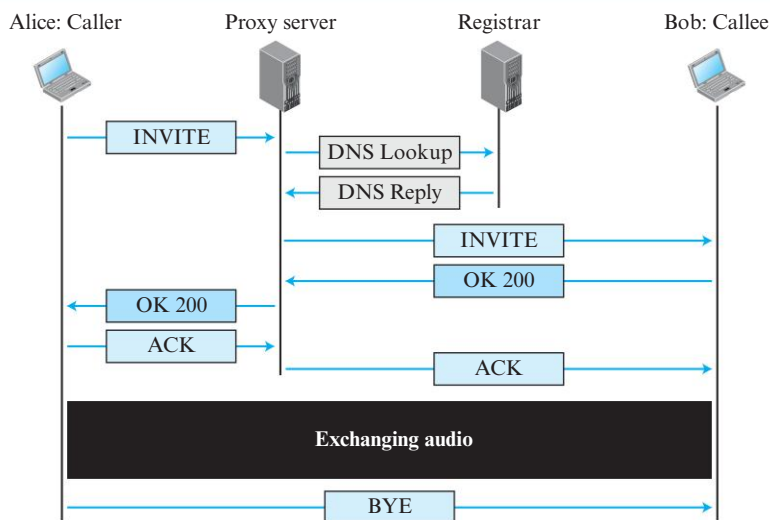 Alice: Caller
Proxy server
Registrar
Bob: Callee
INVITE
DNS Lookup
DNS Reply
INVITE
OK 200
OK 200
ACK
ACK
Exchanging audio
BYE